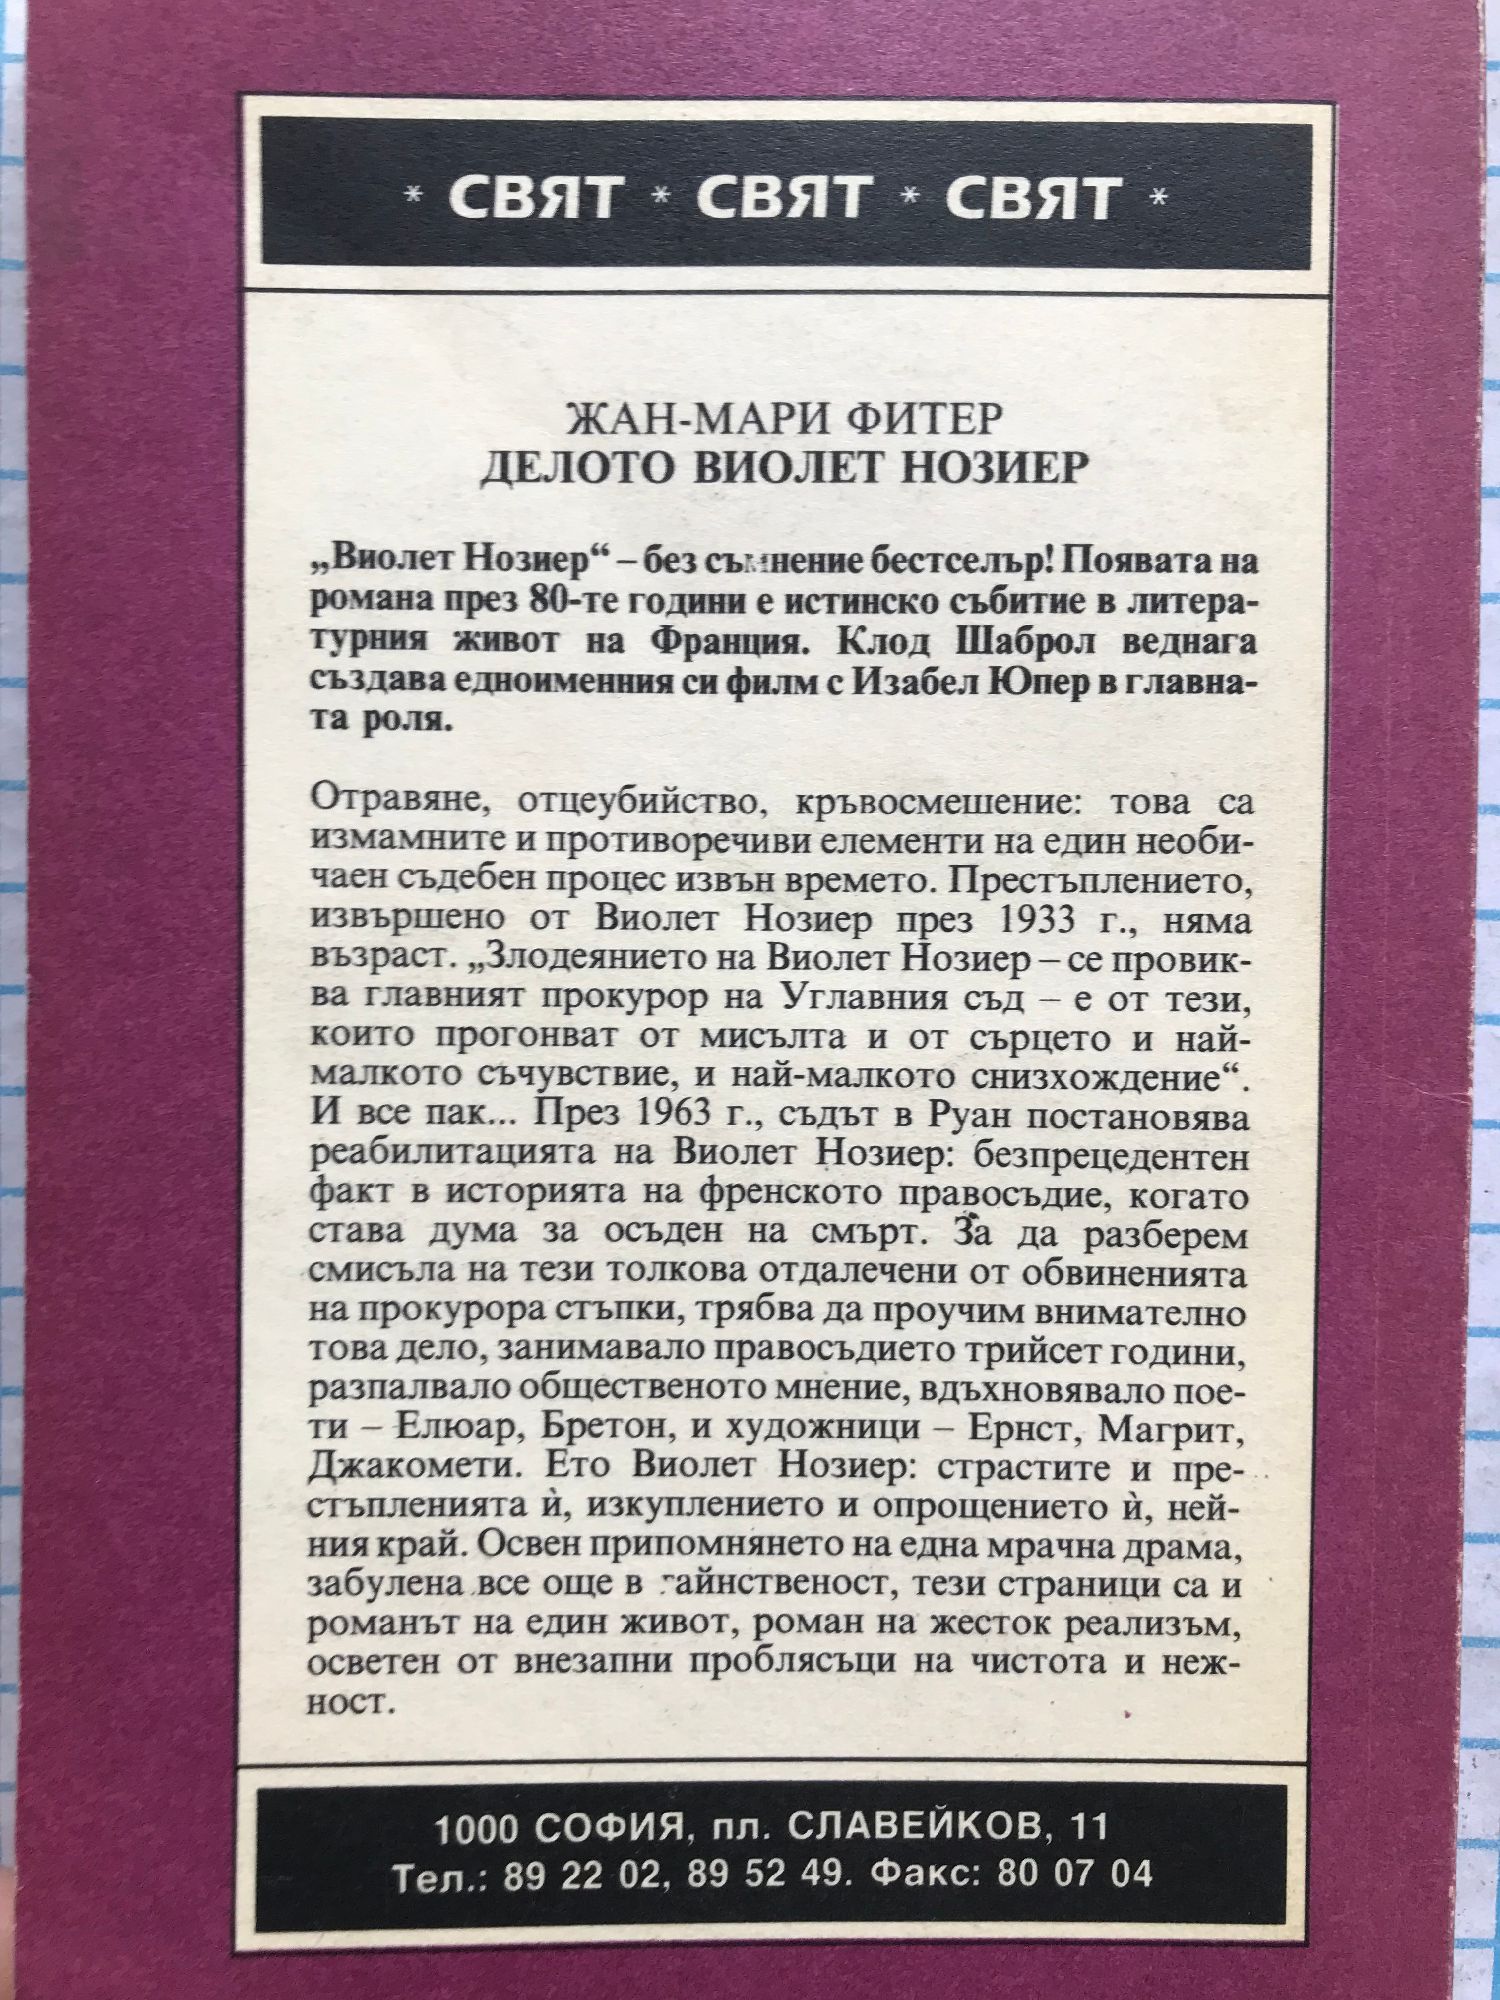 * СВЯТ * СВЯТ * СВЯТ *
ЖАН-МАРИ ФИТЕР
ДЕЛОТО ВИОЛЕТ НОЗИЕР
„Виолет Нозиер“ – без съмнение бестселър! Появата на
романа през 80-те години е истинско събитие в литера-
турния живот на Франция. Клод Шаброл веднага
създава едноименния си филм с Изабел Юпер в главна-
та роля.
Отравяне, отцеубийство, кръвосмешение: това са
измамните и противоречиви елементи на един необи-
чаен съдебен процес извън времето. Престъплението,
извършено от Виолет Нозиер през 1933 г., няма
възраст. „Злодеянието на Виолет Нозиер – се провик-
ва главният прокурор на Углавния съд – е от тези,
които прогонват от мисълта и от сърцето и най-
малкото съчувствие, и най-малкото снизхождение“.
И все пак... През 1963 г., съдът в Руан постановява
реабилитацията на Виолет Нозиер: безпрецедентен
факт в историята на френското правосъдие, когато
става дума за осъден на смърт. За да разберем
смисъла на тези толкова отдалечени от обвиненията
на прокурора стъпки, трябва да проучим внимателно
това дело, занимавало правосъдието трийсет години,
разпалвало общественото мнение, вдъхновявало пое-
ти – Елюар, Бретон, и художници – Ернст, Магрит,
Джакомети. Ето Виолет Нозиер: страстите и пре-
стъпленията ѝ, изкуплението и опрощението ѝ, ней-
ния край. Освен припомнянето на една мрачна драма,
забулена все още в тайнственост, тези страници са и
романът на един живот, роман на жесток реализъм,
осветен от внезапни проблясъци на чистота и неж-
ност.
1000 СОФИЯ, пл. СЛАВЕЙКОВ, 11
Тел.: 89 22 02, 89 52 49. Факс: 80 07 04